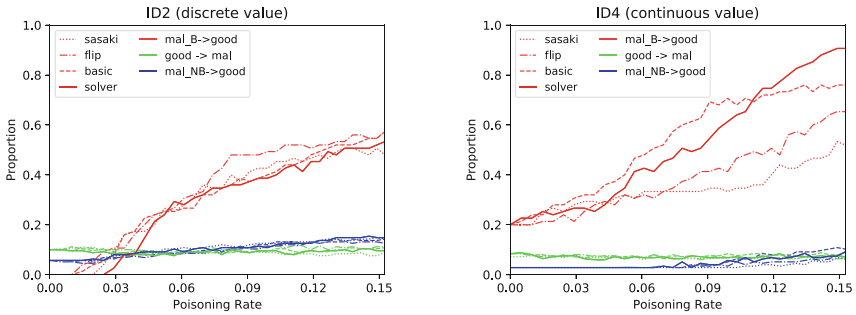 ID2 (discrete value)
1.0
0.8
0.6
0.4
0.2
0.0
Proportion
sasaki
flip
basic
solver
mal_B->good
good -> mal
mal_NB->good
0.00
0.03
0.06
0.09
0.12
0.15
Poisoning Rate
ID4 (continuous value)
1.0
0.8
0.6
0.4
0.2
0.0
Proportion
sasaki
flip
basic
solver
mal_B->good
good -> mal
mal_NB->good
0.00
0.03
0.06
0.09
0.12
0.15
Poisoning Rate